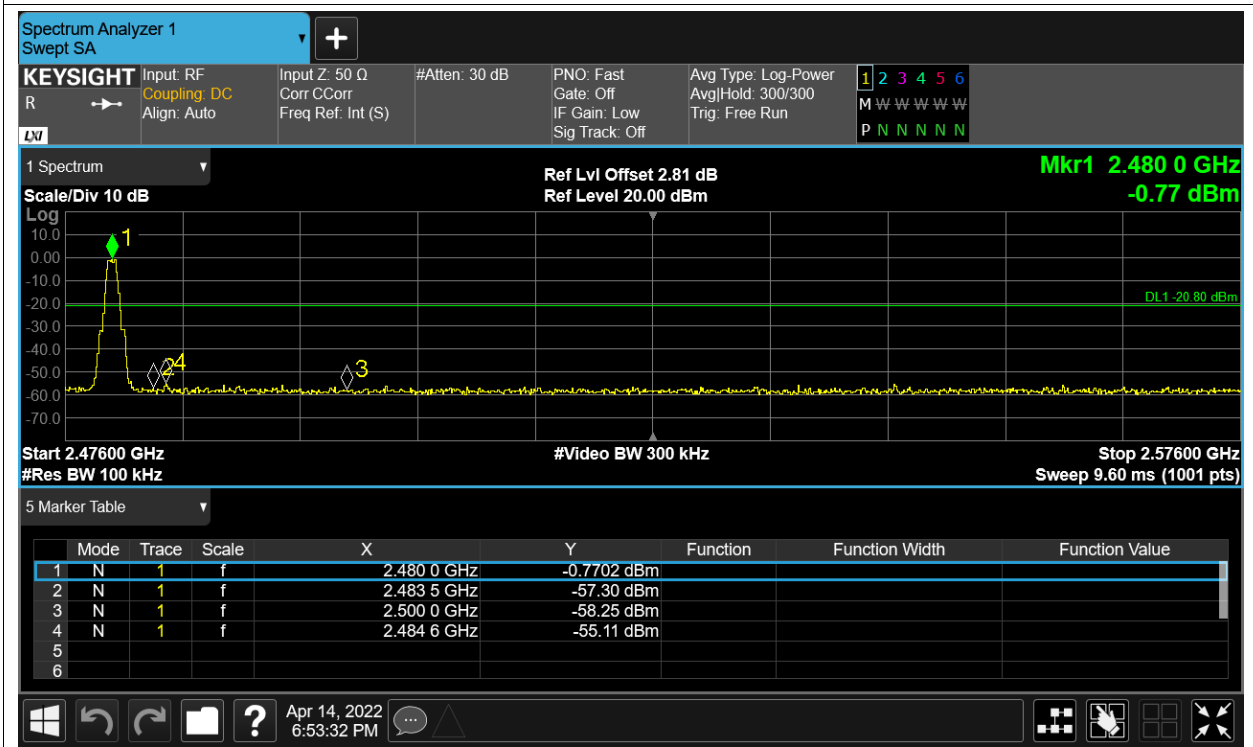 Spectrum Analyzer 1
Swept SA
KEYSIGHT Input: RF Input Z: 50 Ω #Atten: 30 dB PNO: Fast Avg Type: Log-Power 1 2 3 4 5 6
R Coupling: DC Corr CCorr Gate: Off Avg|Hold: 300/300 M W W W W W
Align: Auto Freq Ref: Int (S) IF Gain: Low Trig: Free Run
LXI Sig Track: Off P N N N N N
1 Spectrum Ref Lvl Offset 2.81 dB Mkr1 2.480 0 GHz
Scale/Div 10 dB Ref Level 20.00 dBm -0.77 dBm
Log
10.0 1
0.00
-10.0
-20.0 DL1 -20.80 dBm
-30.0
-40.0
-50.0 2 4 3
-60.0
-70.0
Start 2.47600 GHz #Video BW 300 kHz Stop 2.57600 GHz
#Res BW 100 kHz Sweep 9.60 ms (1001 pts)
5 Marker Table
Mode Trace Scale X Y Function Function Width Function Value
1 N 1 f 2.480 0 GHz -0.7702 dBm
2 N 1 f 2.483 5 GHz -57.30 dBm
3 N 1 f 2.500 0 GHz -58.25 dBm
4 N 1 f 2.484 6 GHz -55.11 dBm
5
6
? Apr 14, 2022
6:53:32 PM